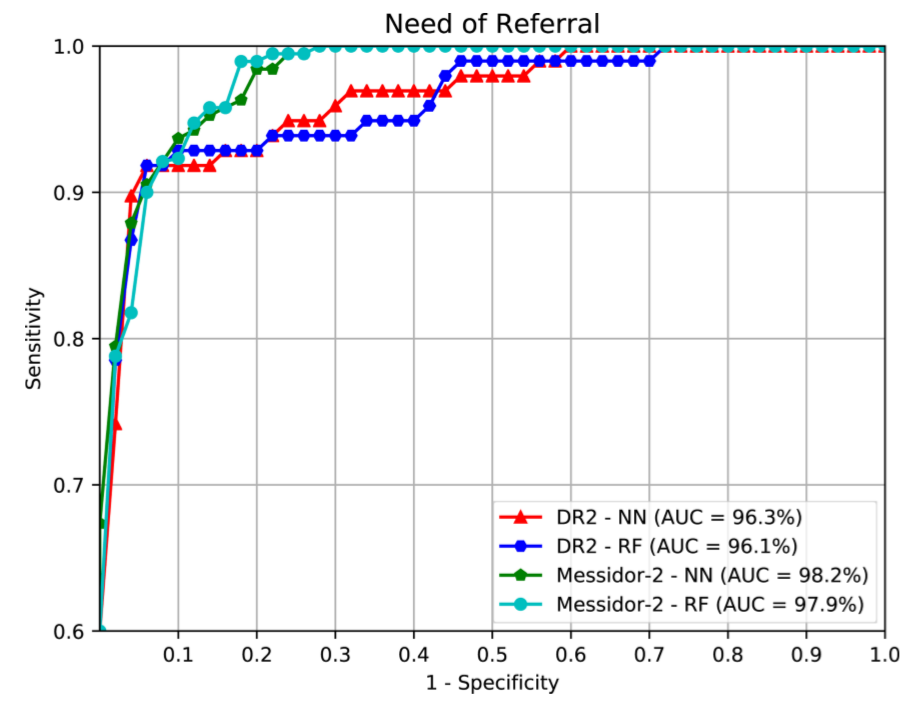 Need of Referral
1.0
0.9
0.8
0.7
0.6
Sensitivity
DR2 - NN (AUC = 96.3%)
DR2 - RF (AUC = 96.1%)
Messidor-2 - NN (AUC = 98.2%)
Messidor-2 - RF (AUC = 97.9%)
0.1 0.2 0.3 0.4 0.5 0.6 0.7 0.8 0.9 1.0
1 - Specificity